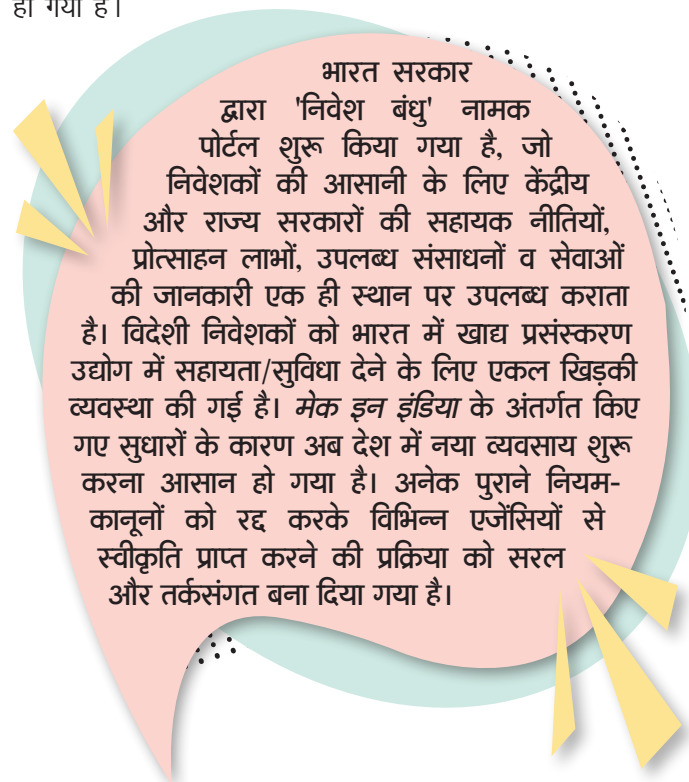 हो गया है।
भारत सरकार
द्वारा 'निवेश बंधु' नामक
पोर्टल शुरू किया गया है, जो
निवेशकों की आसानी के लिए केंद्रीय
और राज्य सरकारों की सहायक नीतियों,
प्रोत्साहन लाभों, उपलब्ध संसाधनों व सेवाओं
की जानकारी एक ही स्थान पर उपलब्ध कराता
है। विदेशी निवेशकों को भारत में खाद्य प्रसंस्करण
उद्योग में सहायता/सुविधा देने के लिए एकल खिड़की
व्यवस्था की गई है। मेक इन इंडिया के अंतर्गत किए
गए सुधारों के कारण अब देश में नया व्यवसाय शुरू
करना आसान हो गया है। अनेक पुराने नियम-
कानूनों को रद्द करके विभिन्न एजेंसियों से
स्वीकृति प्राप्त करने की प्रक्रिया को सरल
और तर्कसंगत बना दिया गया है।